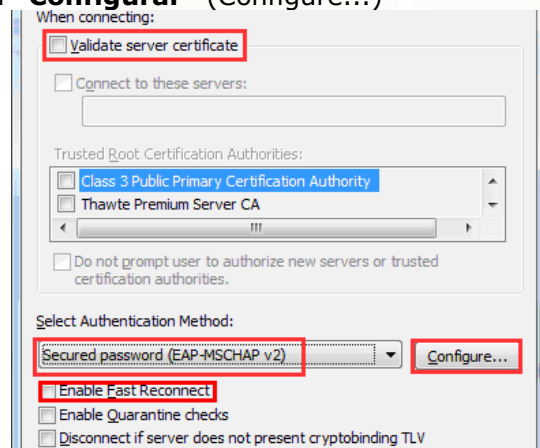 Configurar" (Configure...)
When connecting:
Validate server certificate
Connect to these servers:
Trusted Root Certification Authorities:
Class 3 Public Primary Certification Authority
Thawte Premium Server CA
Do not prompt user to authorize new servers or trusted
certification authorities.
Select Authentication Method:
Secured password (EAP-MSCHAP v2)
Configure...
Enable Fast Reconnect
Enable Quarantine checks
Disconnect if server does not present cryptobinding TLV